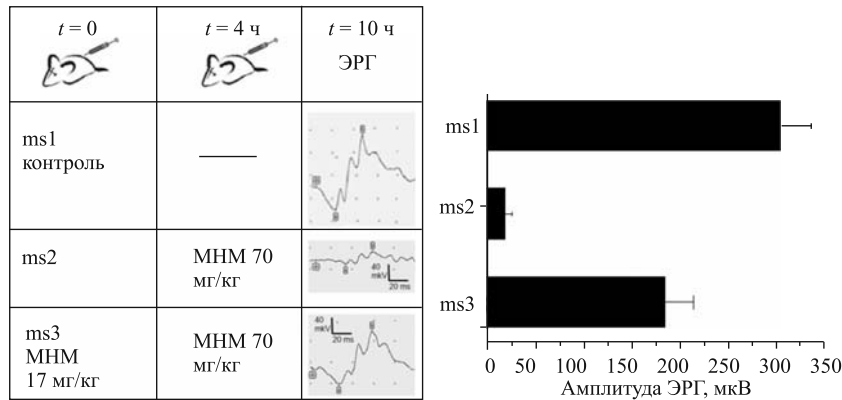 t = 0
t = 4 ч
t = 10 ч
ЭРГ
ms1
контроль
ms2
МНМ 70
мг/кг
40
mkV
20 ms
ms3
МНМ
17 мг/кг
МНМ 70
мг/кг
40
mkV
20 ms
ms1
ms2
ms3
0 50 100 150 200 250 300 350
Амплитуда ЭРГ, мкВ